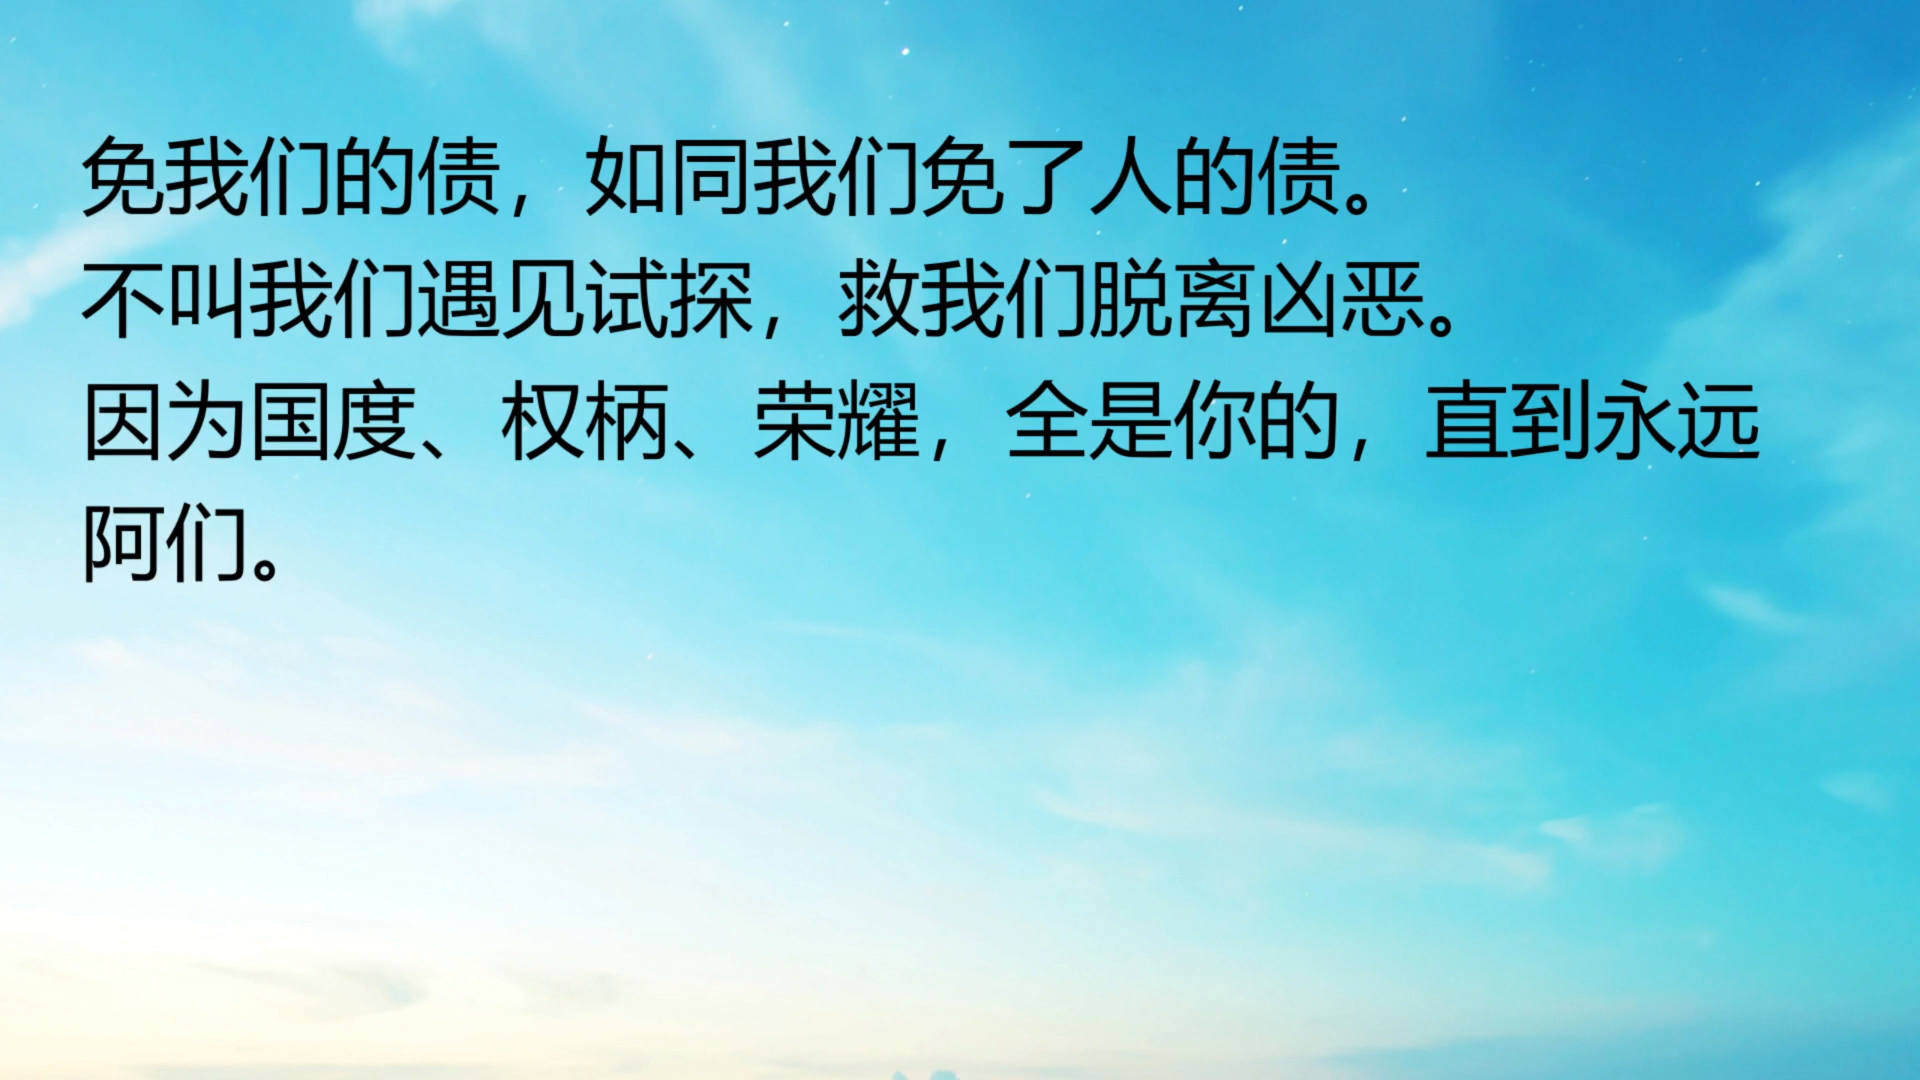 免我们的债，如同我们免了人的债。
不叫我们遇见试探，救我们脱离凶恶。
因为国度、权柄、荣耀，全是你的，直到永远
阿们。